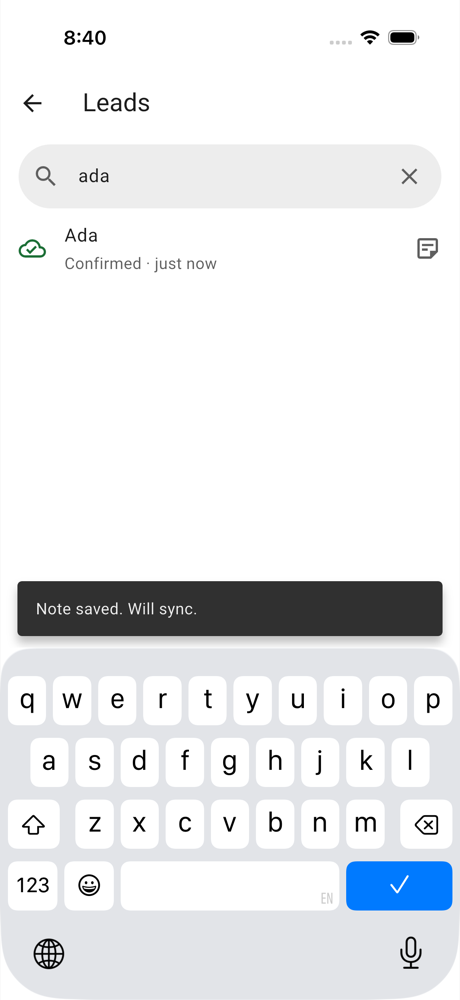 8:40
Leads
ada
Ada
Confirmed · just now
Note saved. Will sync.
q w e r t y u i o p
a s d f g h j k l
z x c v b n m
123
EN